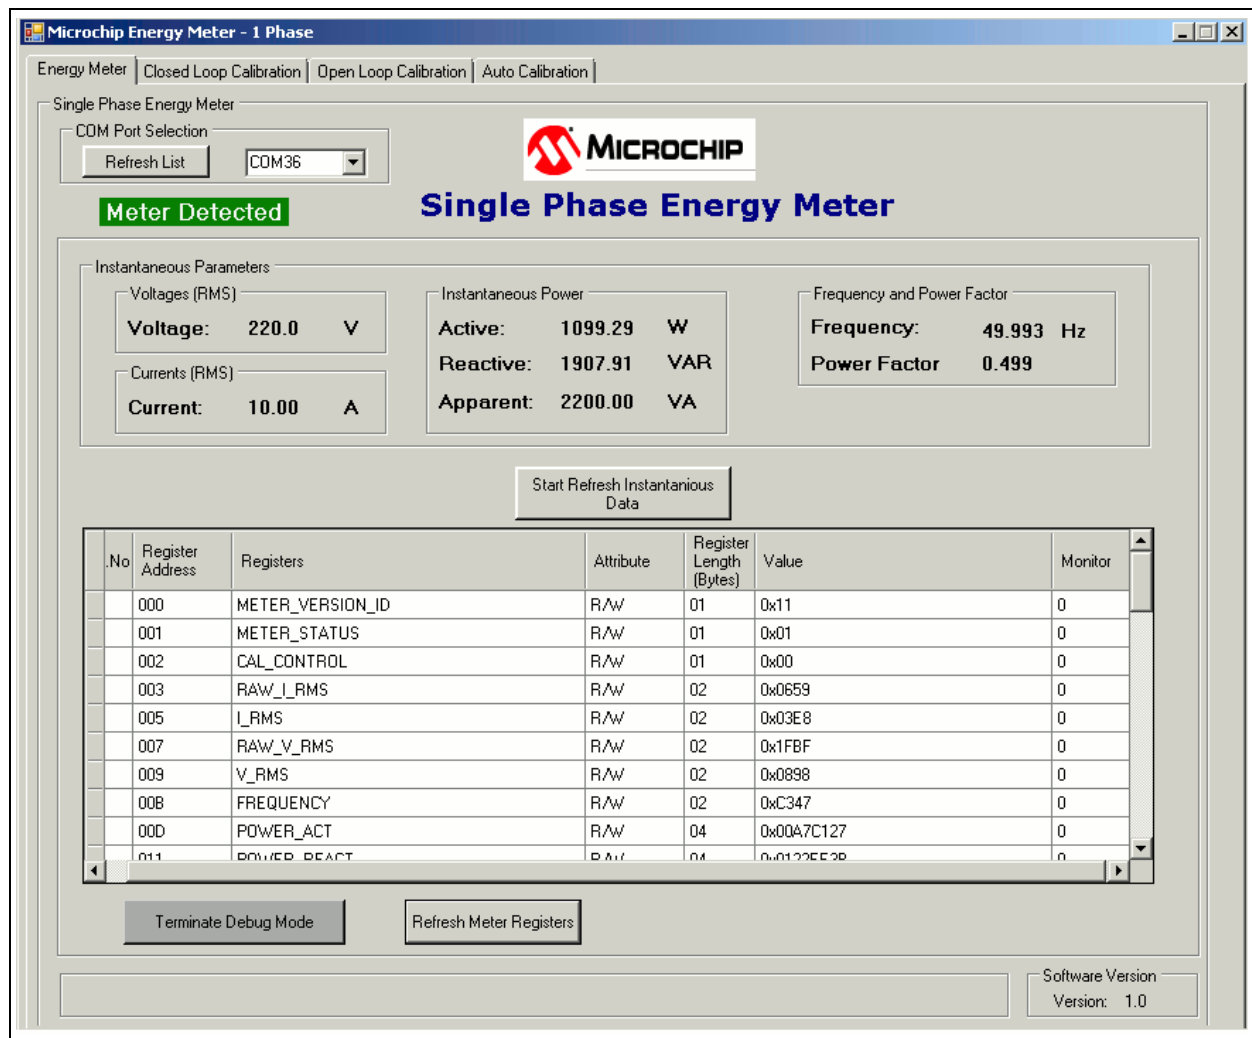 Microchip Energy Meter - 1 Phase
Energy Meter Closed Loop Calibration Open Loop Calibration Auto Calibration
Single Phase Energy Meter
COM Port Selection
Refresh List COM36
MICROCHIP
Meter Detected
Single Phase Energy Meter
Instantaneous Parameters
Voltages (RMS)
Voltage: 220.0 V
Currents (RMS)
Current: 10.00 A
Instantaneous Power
Active: 1099.29 W
Reactive: 1907.91 VAR
Apparent: 2200.00 VA
Frequency and Power Factor
Frequency: 49.993 Hz
Power Factor 0.499
Start Refresh Instantanious
Data
.No Register Address Registers Attribute Register Length (Bytes) Value Monitor
000 METER_VERSION_ID R/W 01 0x11 0
001 METER_STATUS R/W 01 0x01 0
002 CAL_CONTROL R/W 01 0x00 0
003 RAW_I_RMS R/W 02 0x0659 0
005 I_RMS R/W 02 0x03E8 0
007 RAW_V_RMS R/W 02 0x1FBF 0
009 V_RMS R/W 02 0x0898 0
00B FREQUENCY R/W 02 0xC347 0
00D POWER_ACT R/W 04 0x00A7C127 0
011 POWER_REACT R/W 04
Terminate Debug Mode Refresh Meter Registers
Software Version
Version: 1.0